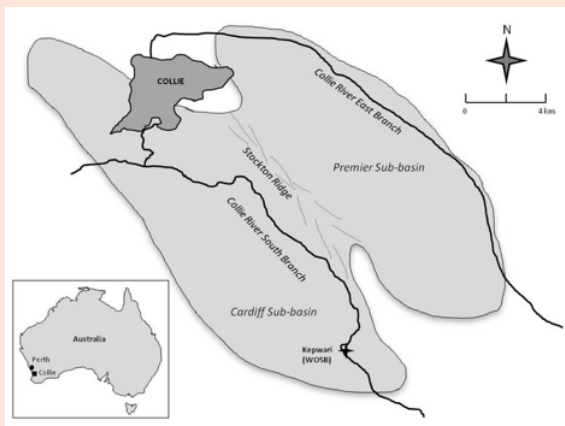 N
0 4 km
COLLIE
Collie River East Branch
Stockton Ridge
Premier Sub-basin
Collie River South Branch
Cardiff Sub-basin
Kepwari
(WO5B)
Australia
Perth
Collie